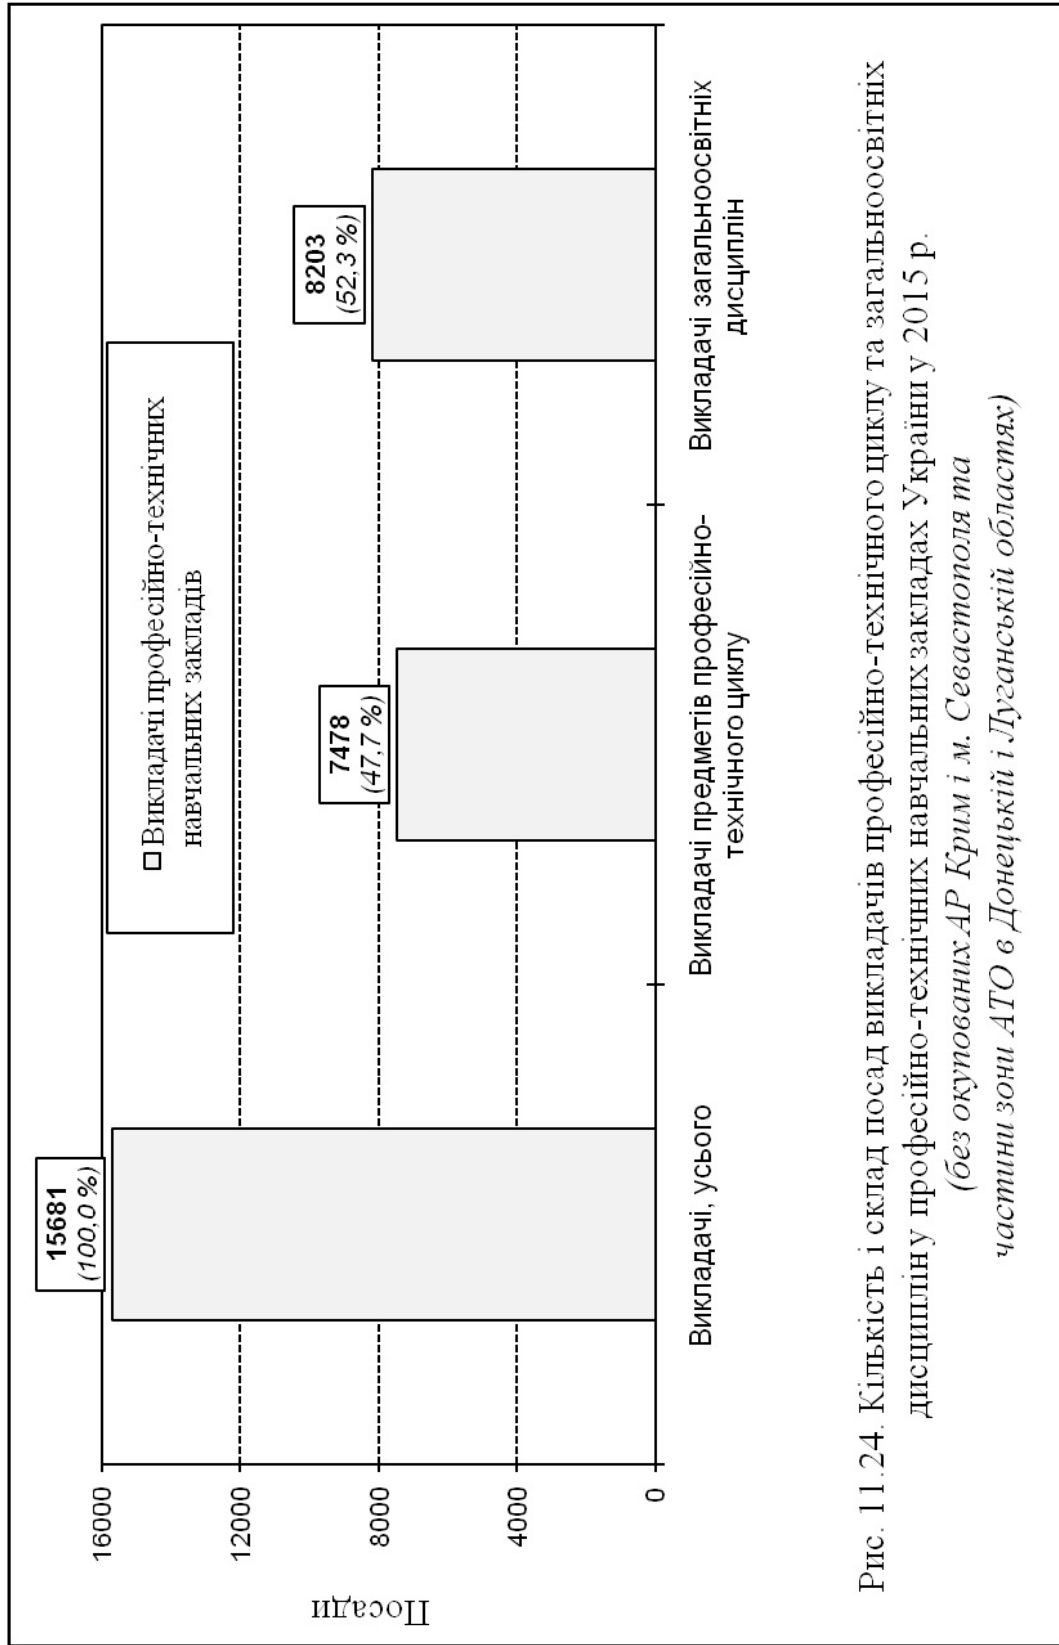 Посади
16000
12000
8000
4000
0
15681
(100,0 %)
7478
(47,7 %)
8203
(52,3 %)
Викладачі професійно-технічних
навчальних закладів
Викладачі, усього
Викладачі предметів професійно-
технічного циклу
Викладачі загальноосвітніх
дисциплін
Рис. 11.24. Кількість і склад посад викладачів професійно-технічного циклу та загальноосвітніх
дисциплін у професійно-технічних навчальних закладах України у 2015 р.
(без окупованих АР Крим і м. Севастополя та
частини зони АТО в Донецькій і Луганській областях)